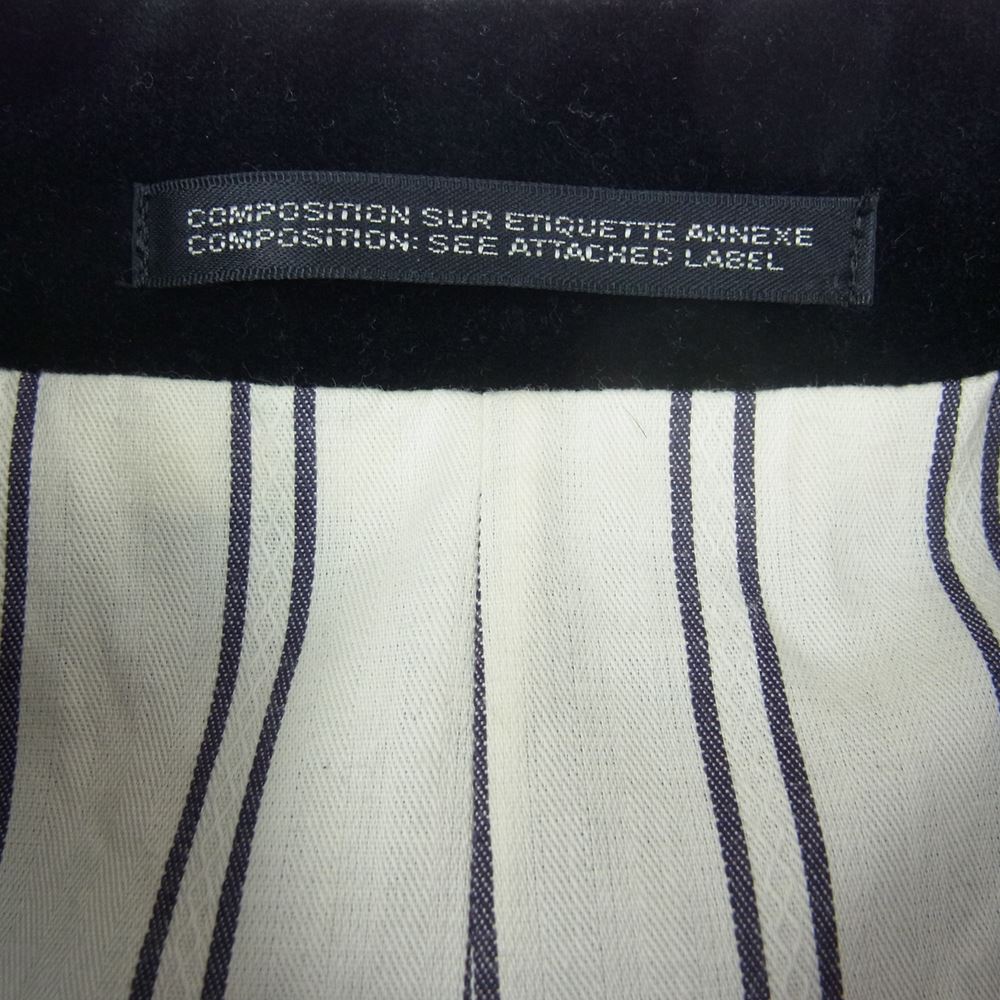 COMPOSITION SUR ETIQUETTE ANNEXE
COMPOSITION: SEE ATTACHED LABEL